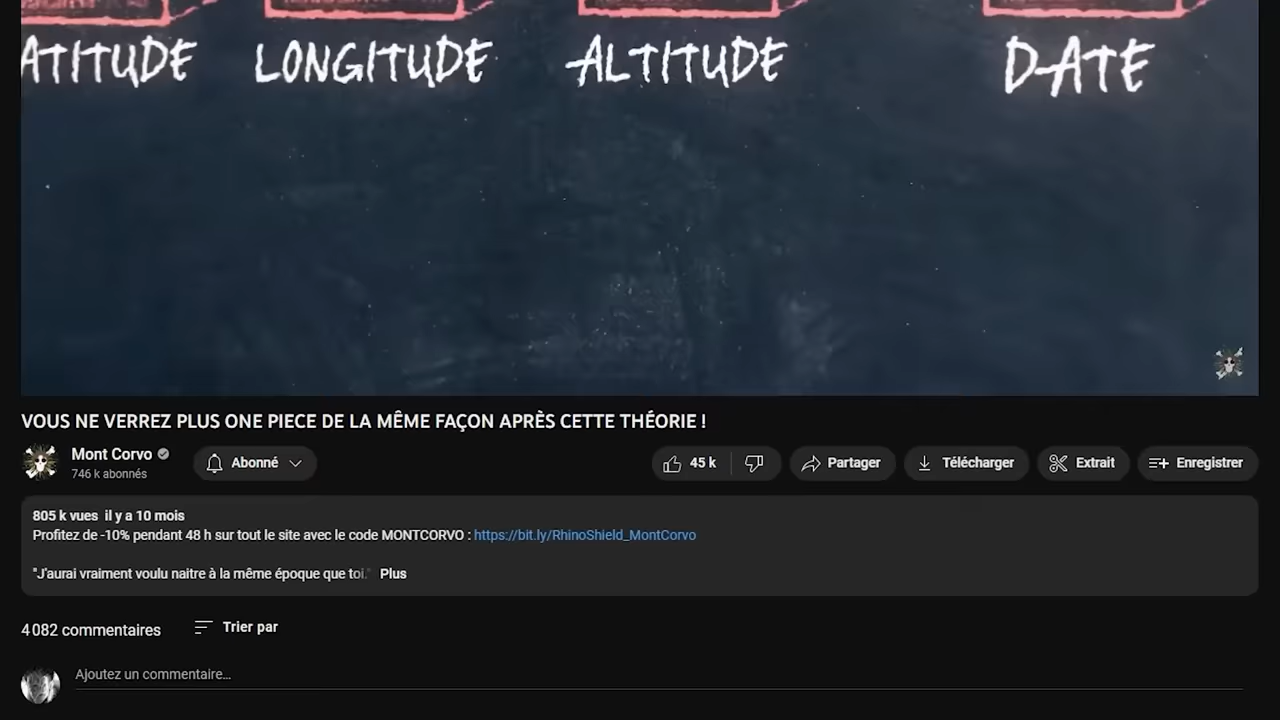 ATITUDE LONGITUDE ALTITUDE DATE
VOUS NE VERREZ PLUS ONE PIECE DE LA MÊME FAÇON APRÈS CETTE THÉORIE !
Mont Corvo
746 k abonnés
Abonné
45 k
Partager
Télécharger
Extrait
Enregistrer
805 k vues il y a 10 mois
Profitez de -10% pendant 48 h sur tout le site avec le code MONTCORVO : https://bit.ly/RhinoShield_MontCorvo
"J'aurai vraiment voulu naitre à la même époque que toi." Plus
4 082 commentaires
Trier par
Ajoutez un commentaire...